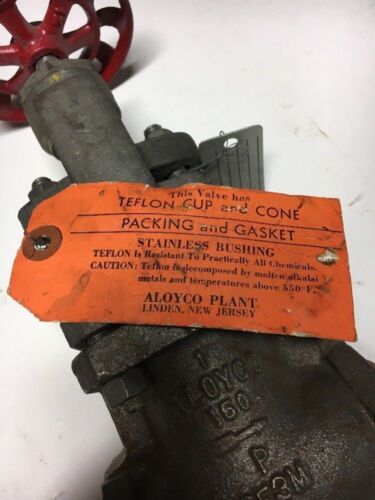 This Valve has
TEFLON CUP and CONE
PACKING and GASKET
STAINLESS BUSHING
TEFLON Is Resistant To Practically All Chemicals.
CAUTION: Teflon is decomposed by molten alkalai
metals and temperatures above 550°F.
ALOYCO PLANT
LINDEN, NEW JERSEY
1
ALOYCO
150
P